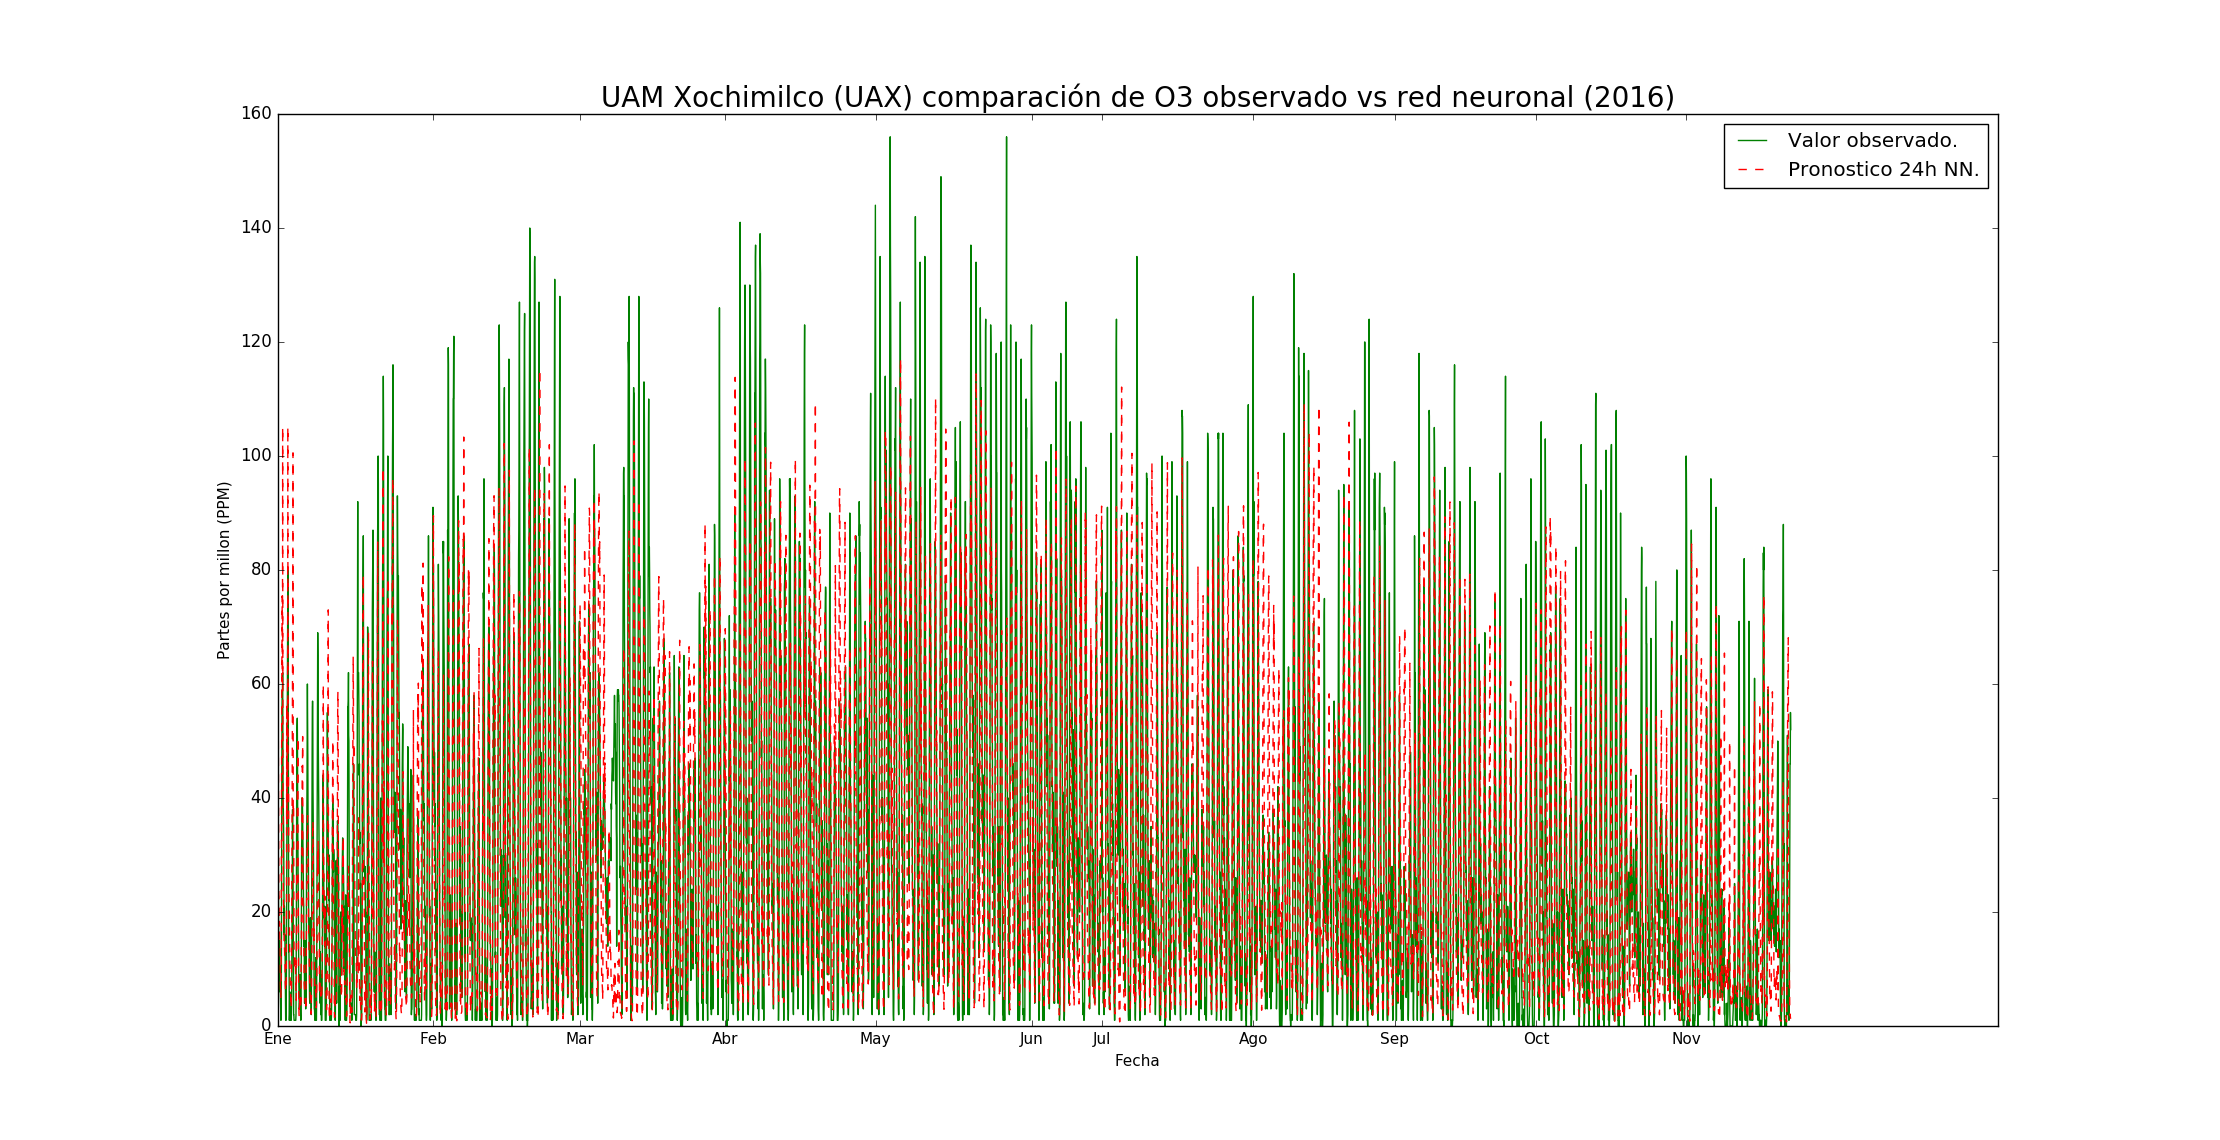 UAM Xochimilco (UAX) comparación de O3 observado vs red neuronal (2016)
Valor observado.
Pronostico 24h NN.
Partes por millon (PPM)
160
140
120
100
80
60
40
20
0
Ene Feb Mar Abr May Jun Jul Ago Sep Oct Nov
Fecha